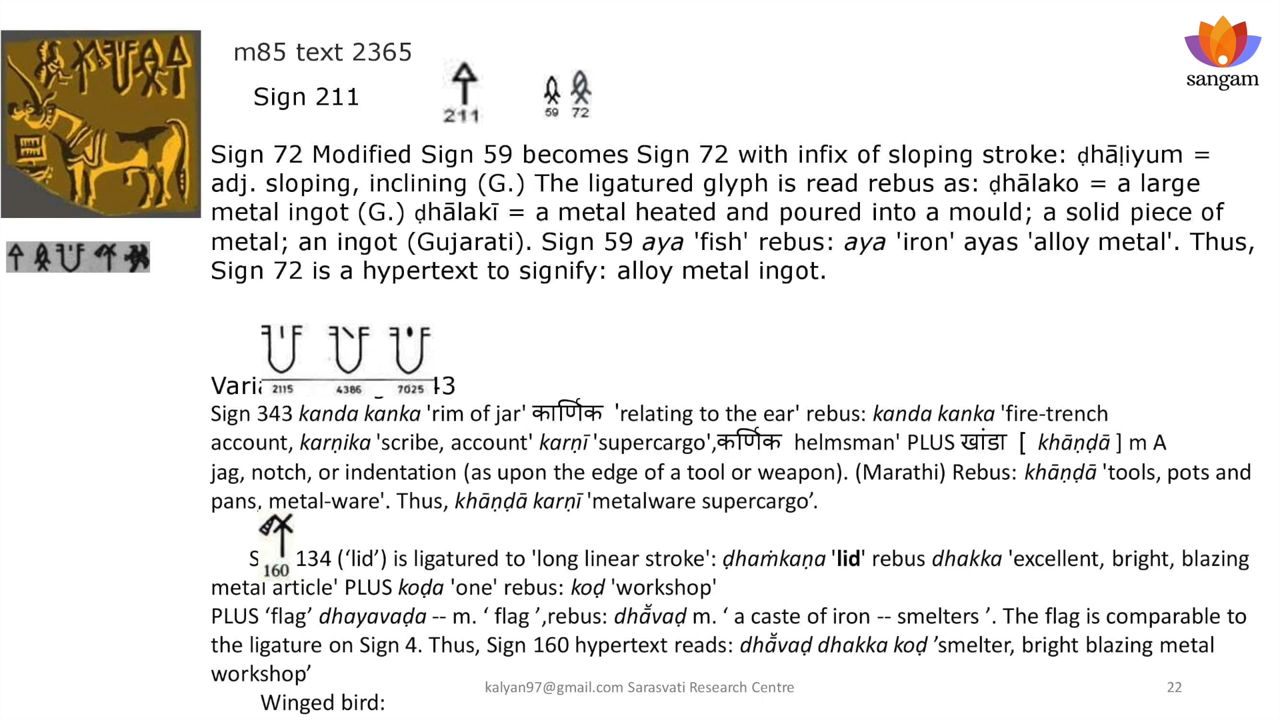 m85 text 2365
sangam
Sign 211
211
59 72
Sign 72 Modified Sign 59 becomes Sign 72 with infix of sloping stroke: ḍhāḷiyum =
adj. sloping, inclining (G.) The ligatured glyph is read rebus as: ḍhālako = a large
metal ingot (G.) ḍhālakī = a metal heated and poured into a mould; a solid piece of
metal; an ingot (Gujarati). Sign 59 aya 'fish' rebus: aya 'iron' ayas 'alloy metal'. Thus,
Sign 72 is a hypertext to signify: alloy metal ingot.
2115 4386 7025
43
Sign 343 kanda kanka 'rim of jar' कार्णिक 'relating to the ear' rebus: kanda kanka 'fire-trench
account, karṇika 'scribe, account' karṇī 'supercargo',कर्णिक helmsman' PLUS खांडा [ khāṇḍā ] m A
jag, notch, or indentation (as upon the edge of a tool or weapon). (Marathi) Rebus: khāṇḍā 'tools, pots and
pans, metal-ware'. Thus, khāṇḍā karṇī 'metalware supercargo’.
160
134 (‘lid’) is ligatured to 'long linear stroke': ḍhaṁkaṇa 'lid' rebus dhakka 'excellent, bright, blazing
metal article' PLUS koḍa 'one' rebus: koḍ 'workshop'
PLUS ‘flag’ dhayavaḍa -- m. ‘ flag ’,rebus: dhā̆vaḍ m. ‘ a caste of iron -- smelters ’. The flag is comparable to
the ligature on Sign 4. Thus, Sign 160 hypertext reads: dhā̆vaḍ dhakka koḍ ’smelter, bright blazing metal
workshop’
Winged bird:
kalyan97@gmail.com Sarasvati Research Centre
22